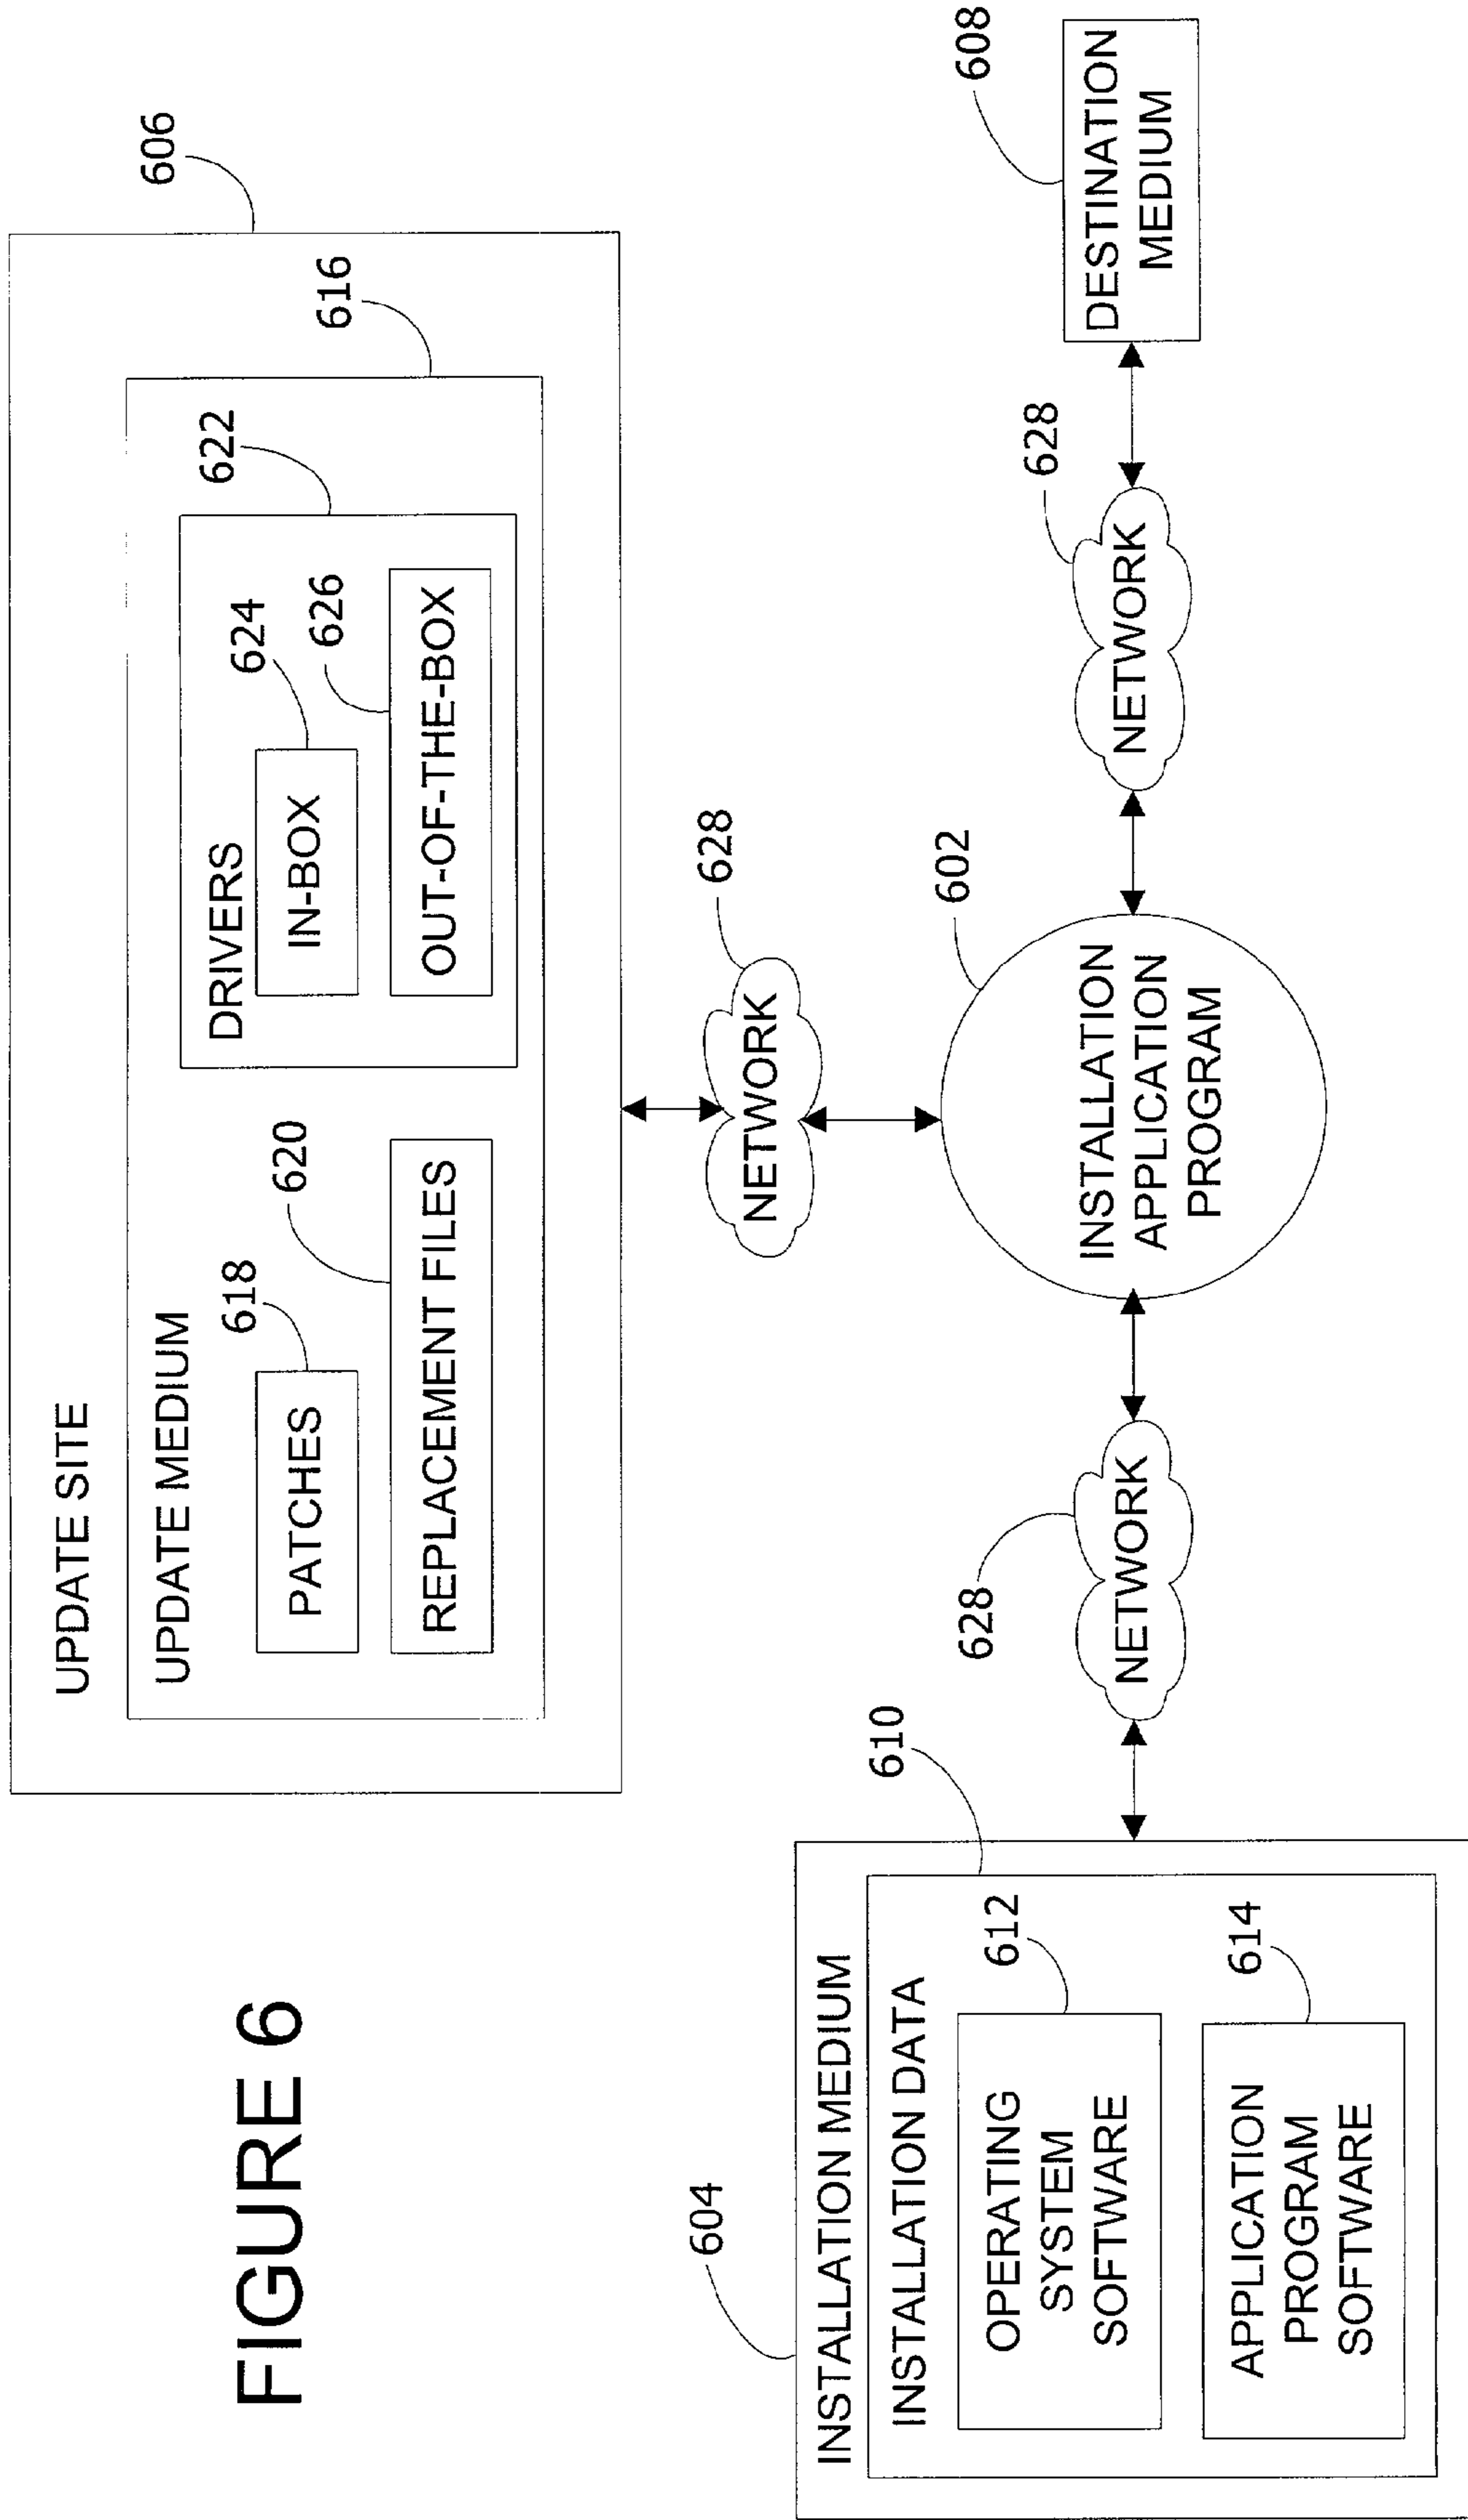 FIGURE 6
UPDATE SITE
606
UPDATE MEDIUM
616
PATCHES
618
REPLACEMENT FILES
620
DRIVERS
622
IN-BOX
624
OUT-OF-THE-BOX
626
NETWORK
628
604
INSTALLATION MEDIUM
INSTALLATION DATA
610
OPERATING
SYSTEM
SOFTWARE
612
APPLICATION
PROGRAM
SOFTWARE
614
NETWORK
628
INSTALLATION
APPLICATION
PROGRAM
602
NETWORK
628
DESTINATION
MEDIUM
608